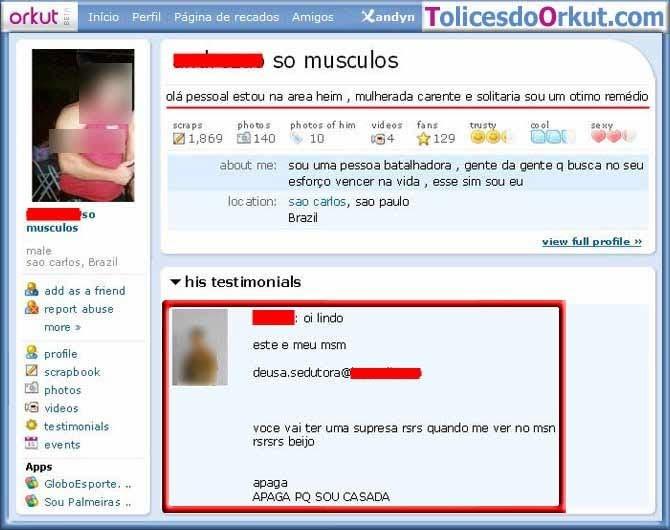 orkut BETA Início Perfil Página de recados Amigos Xandyn TolicesdoOrkut.com
so musculos
olá pessoal estou na area heim , mulherada carente e solitaria sou um otimo remédio
scraps photos photos of him videos fans trusty cool sexy
1,869 140 10 4 129
about me: sou uma pessoa batalhadora , gente da gente q busca no seu
esforço vencer na vida , esse sim sou eu
location: sao carlos, sao paulo
Brazil
view full profile »
so
musculos
male
sao carlos, Brazil
add as a friend
report abuse
more »
profile
scrapbook
photos
videos
testimonials
events
Apps
GloboEsporte. ..
Sou Palmeiras ..
his testimonials
: oi lindo
este e meu msm
deusa.sedutora@
voce vai ter uma supresa rsrs quando me ver no msn
rsrsrs beijo
apaga
APAGA PQ SOU CASADA